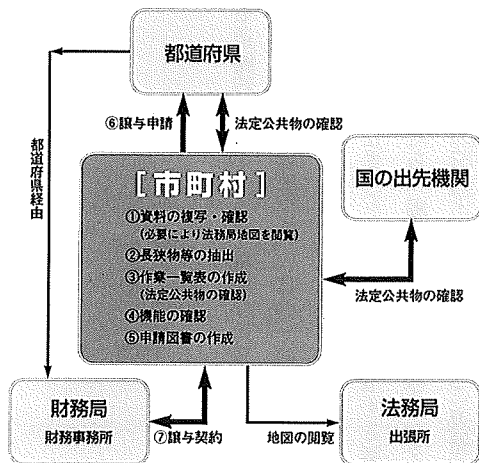 都道府県
⑥譲与申請
法定公共物の確認
都道府県経由
[市町村]
①資料の複写・確認
(必要により法務局地図を閲覧)
②長狭物等の抽出
③作業一覧表の作成
(法定公共物の確認)
④機能の確認
⑤申請図書の作成
国の出先機関
法定公共物の確認
財務局
財務事務所
⑦譲与契約
地図の閲覧
法務局
出張所